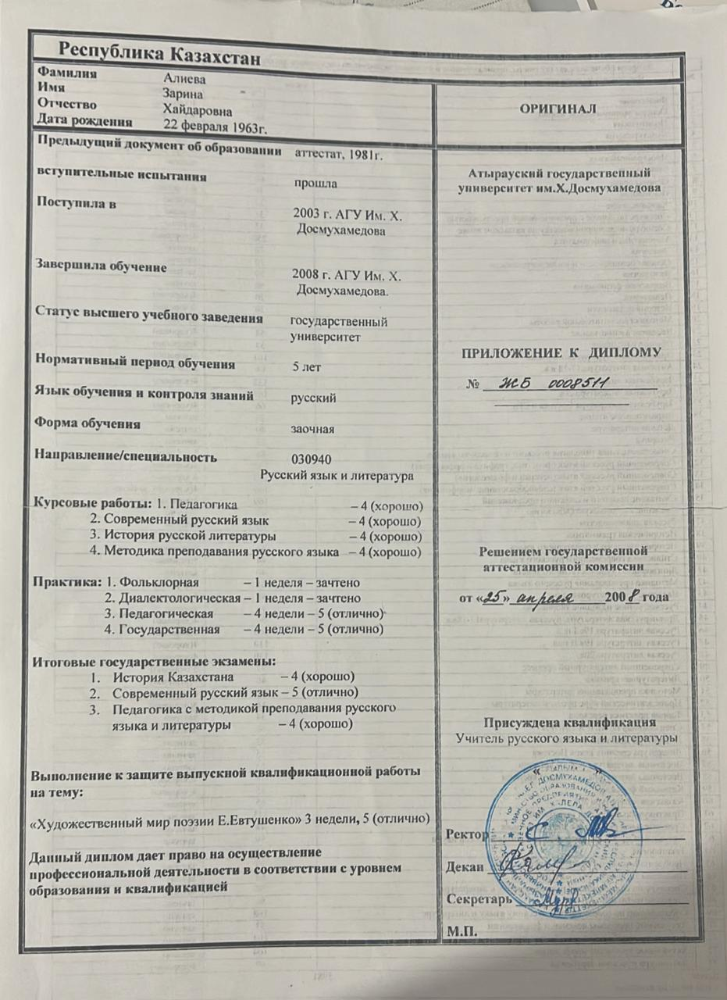 Республика Казахстан
Фамилия Алиева
Имя Зарина
Отчество Хайдаровна
Дата рождения 22 февраля 1963г.
Предыдущий документ об образовании аттестат, 1981г.
вступительные испытания прошла
Поступила в 2003 г. АГУ Им. Х.
Досмухамедова
Завершила обучение 2008 г. АГУ Им. Х.
Досмухамедова.
Статус высшего учебного заведения государственный
университет
Нормативный период обучения 5 лет
Язык обучения и контроля знаний русский
Форма обучения заочная
Направление/специальность 030940
Русский язык и литература
Курсовые работы: 1. Педагогика – 4 (хорошо)
2. Современный русский язык – 4 (хорошо)
3. История русской литературы – 4 (хорошо)
4. Методика преподавания русского языка – 4 (хорошо)
Практика: 1. Фольклорная – 1 неделя – зачтено
2. Диалектологическая – 1 неделя – зачтено
3. Педагогическая – 4 недели – 5 (отлично)
4. Государственная – 4 недели – 5 (отлично)
Итоговые государственные экзамены:
1. История Казахстана – 4 (хорошо)
2. Современный русский язык – 5 (отлично)
3. Педагогика с методикой преподавания русского
языка и литературы – 4 (хорошо)
Выполнение к защите выпускной квалификационной работы
на тему:
«Художественный мир поэзии Е.Евтушенко» 3 недели, 5 (отлично)
Данный диплом дает право на осуществление
профессиональной деятельности в соответствии с уровнем
образования и квалификацией
ОРИГИНАЛ
Атырауский государственный
университет им.Х.Досмухамедова
ПРИЛОЖЕНИЕ К ДИПЛОМУ
№ ЖБ 0008511
Решением государственной
аттестационной комиссии
от «25» апреля 2008 года
Присуждена квалификация
Учитель русского языка и литературы
Ректор
Декан
Секретарь
М.П.